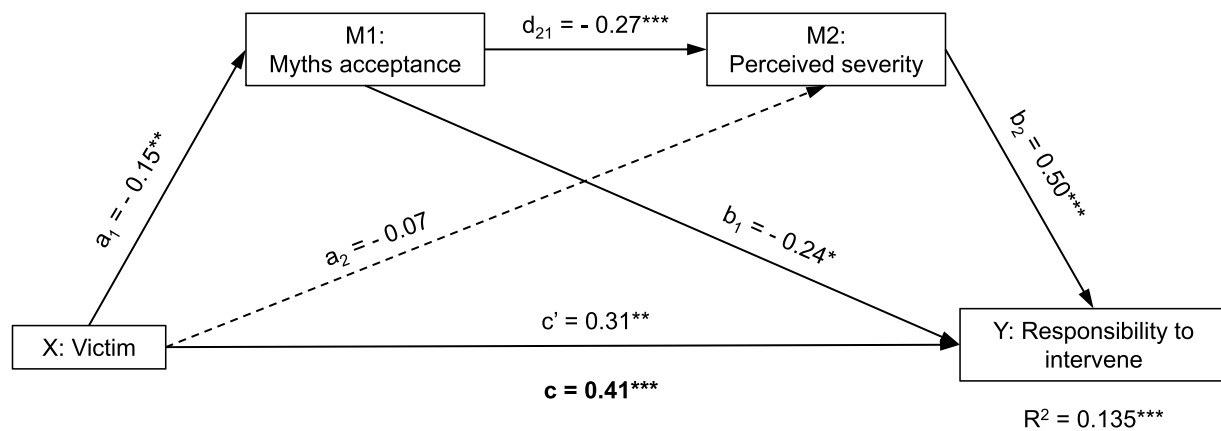 M1:
Myths acceptance
d₂₁ = - 0.27***
M2:
Perceived severity
a₁ = - 0.15**
a₂ = - 0.07
b₁ = - 0.24*
b₂ = 0.50***
X: Victim
c’ = 0.31**
c = 0.41***
Y: Responsibility to
intervene
R² = 0.135***